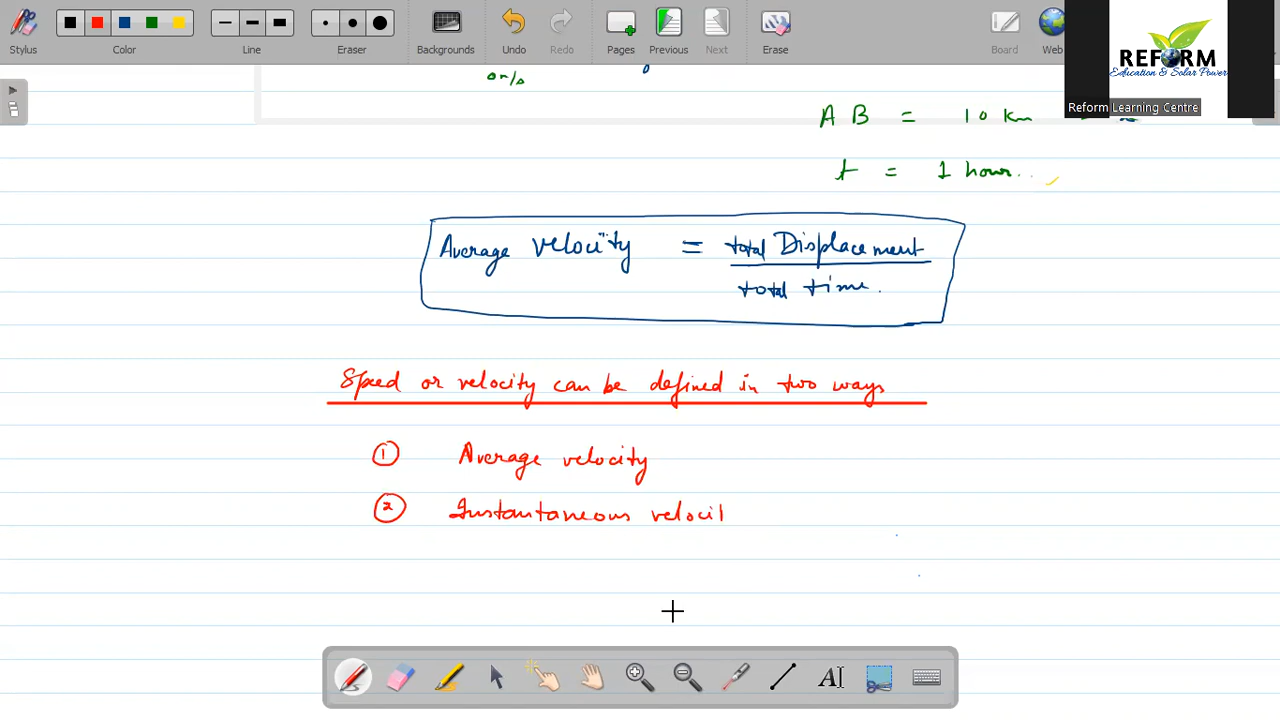 Stylus
Color
Line
Eraser
Backgrounds
Undo
Redo
Pages
Previous
Next
Erase
Board
Web
REFORM
Education & Solar Power
Reform Learning Centre
A B = 10 km
t = 1 hour..
Average velocity = total Displacement
total time.
Speed or velocity can be defined in two ways
1 Average velocity
2 Instantaneous velocit